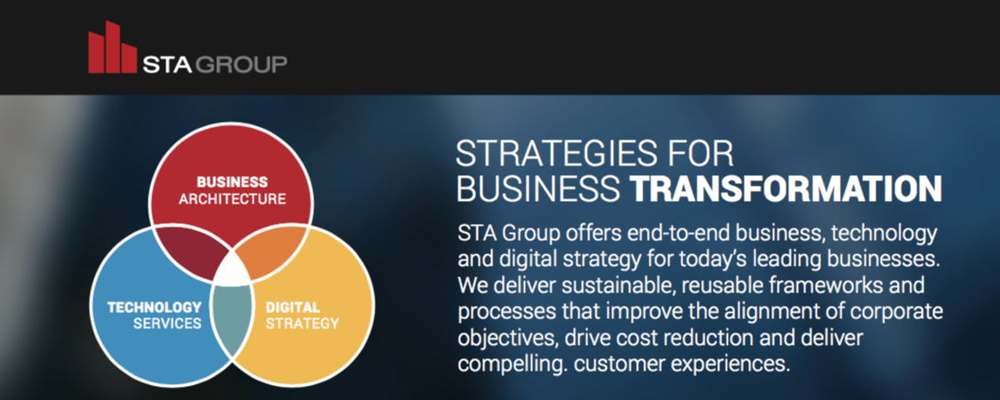 STA GROUP
BUSINESS
ARCHITECTURE
TECHNOLOGY
SERVICES
DIGITAL
STRATEGY
STRATEGIES FOR
BUSINESS TRANSFORMATION
STA Group offers end-to-end business, technology
and digital strategy for today's leading businesses.
We deliver sustainable, reusable frameworks and
processes that improve the alignment of corporate
objectives, drive cost reduction and deliver
compelling. customer experiences.